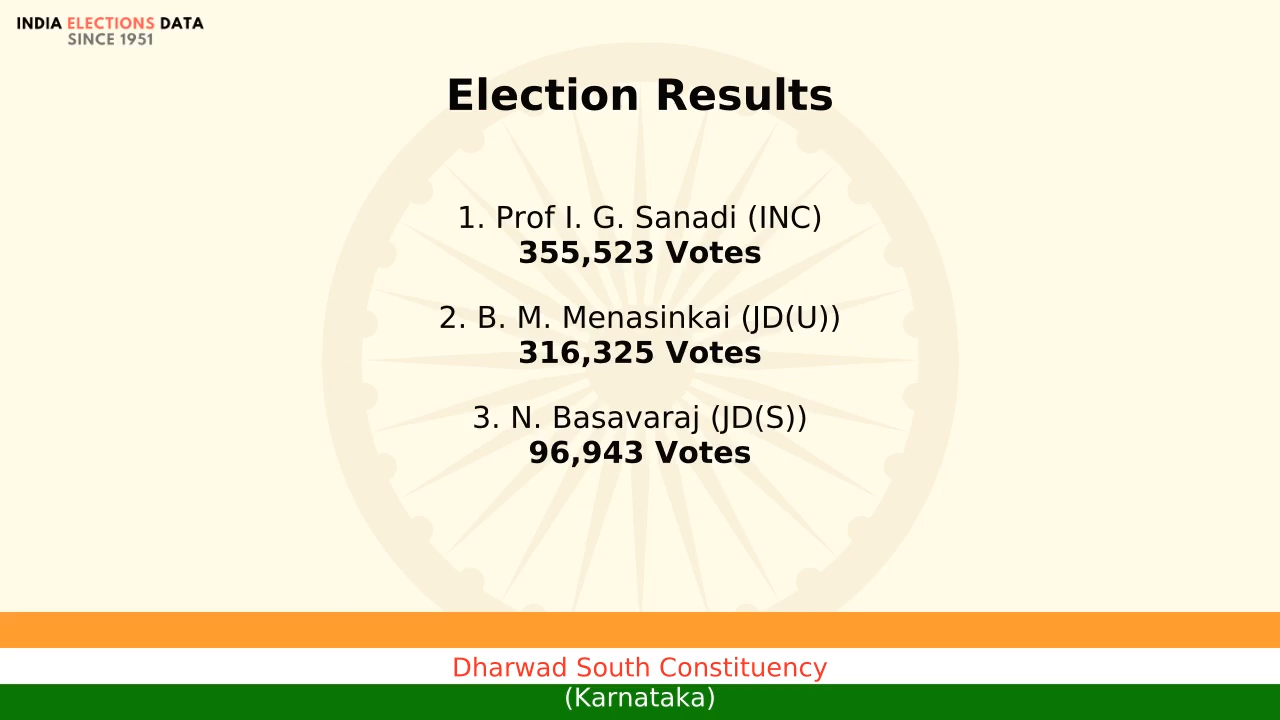 INDIA ELECTIONS DATA
SINCE 1951
Election Results
1. Prof I. G. Sanadi (INC)
355,523 Votes
2. B. M. Menasinkai (JD(U))
316,325 Votes
3. N. Basavaraj (JD(S))
96,943 Votes
Dharwad South Constituency
(Karnataka)